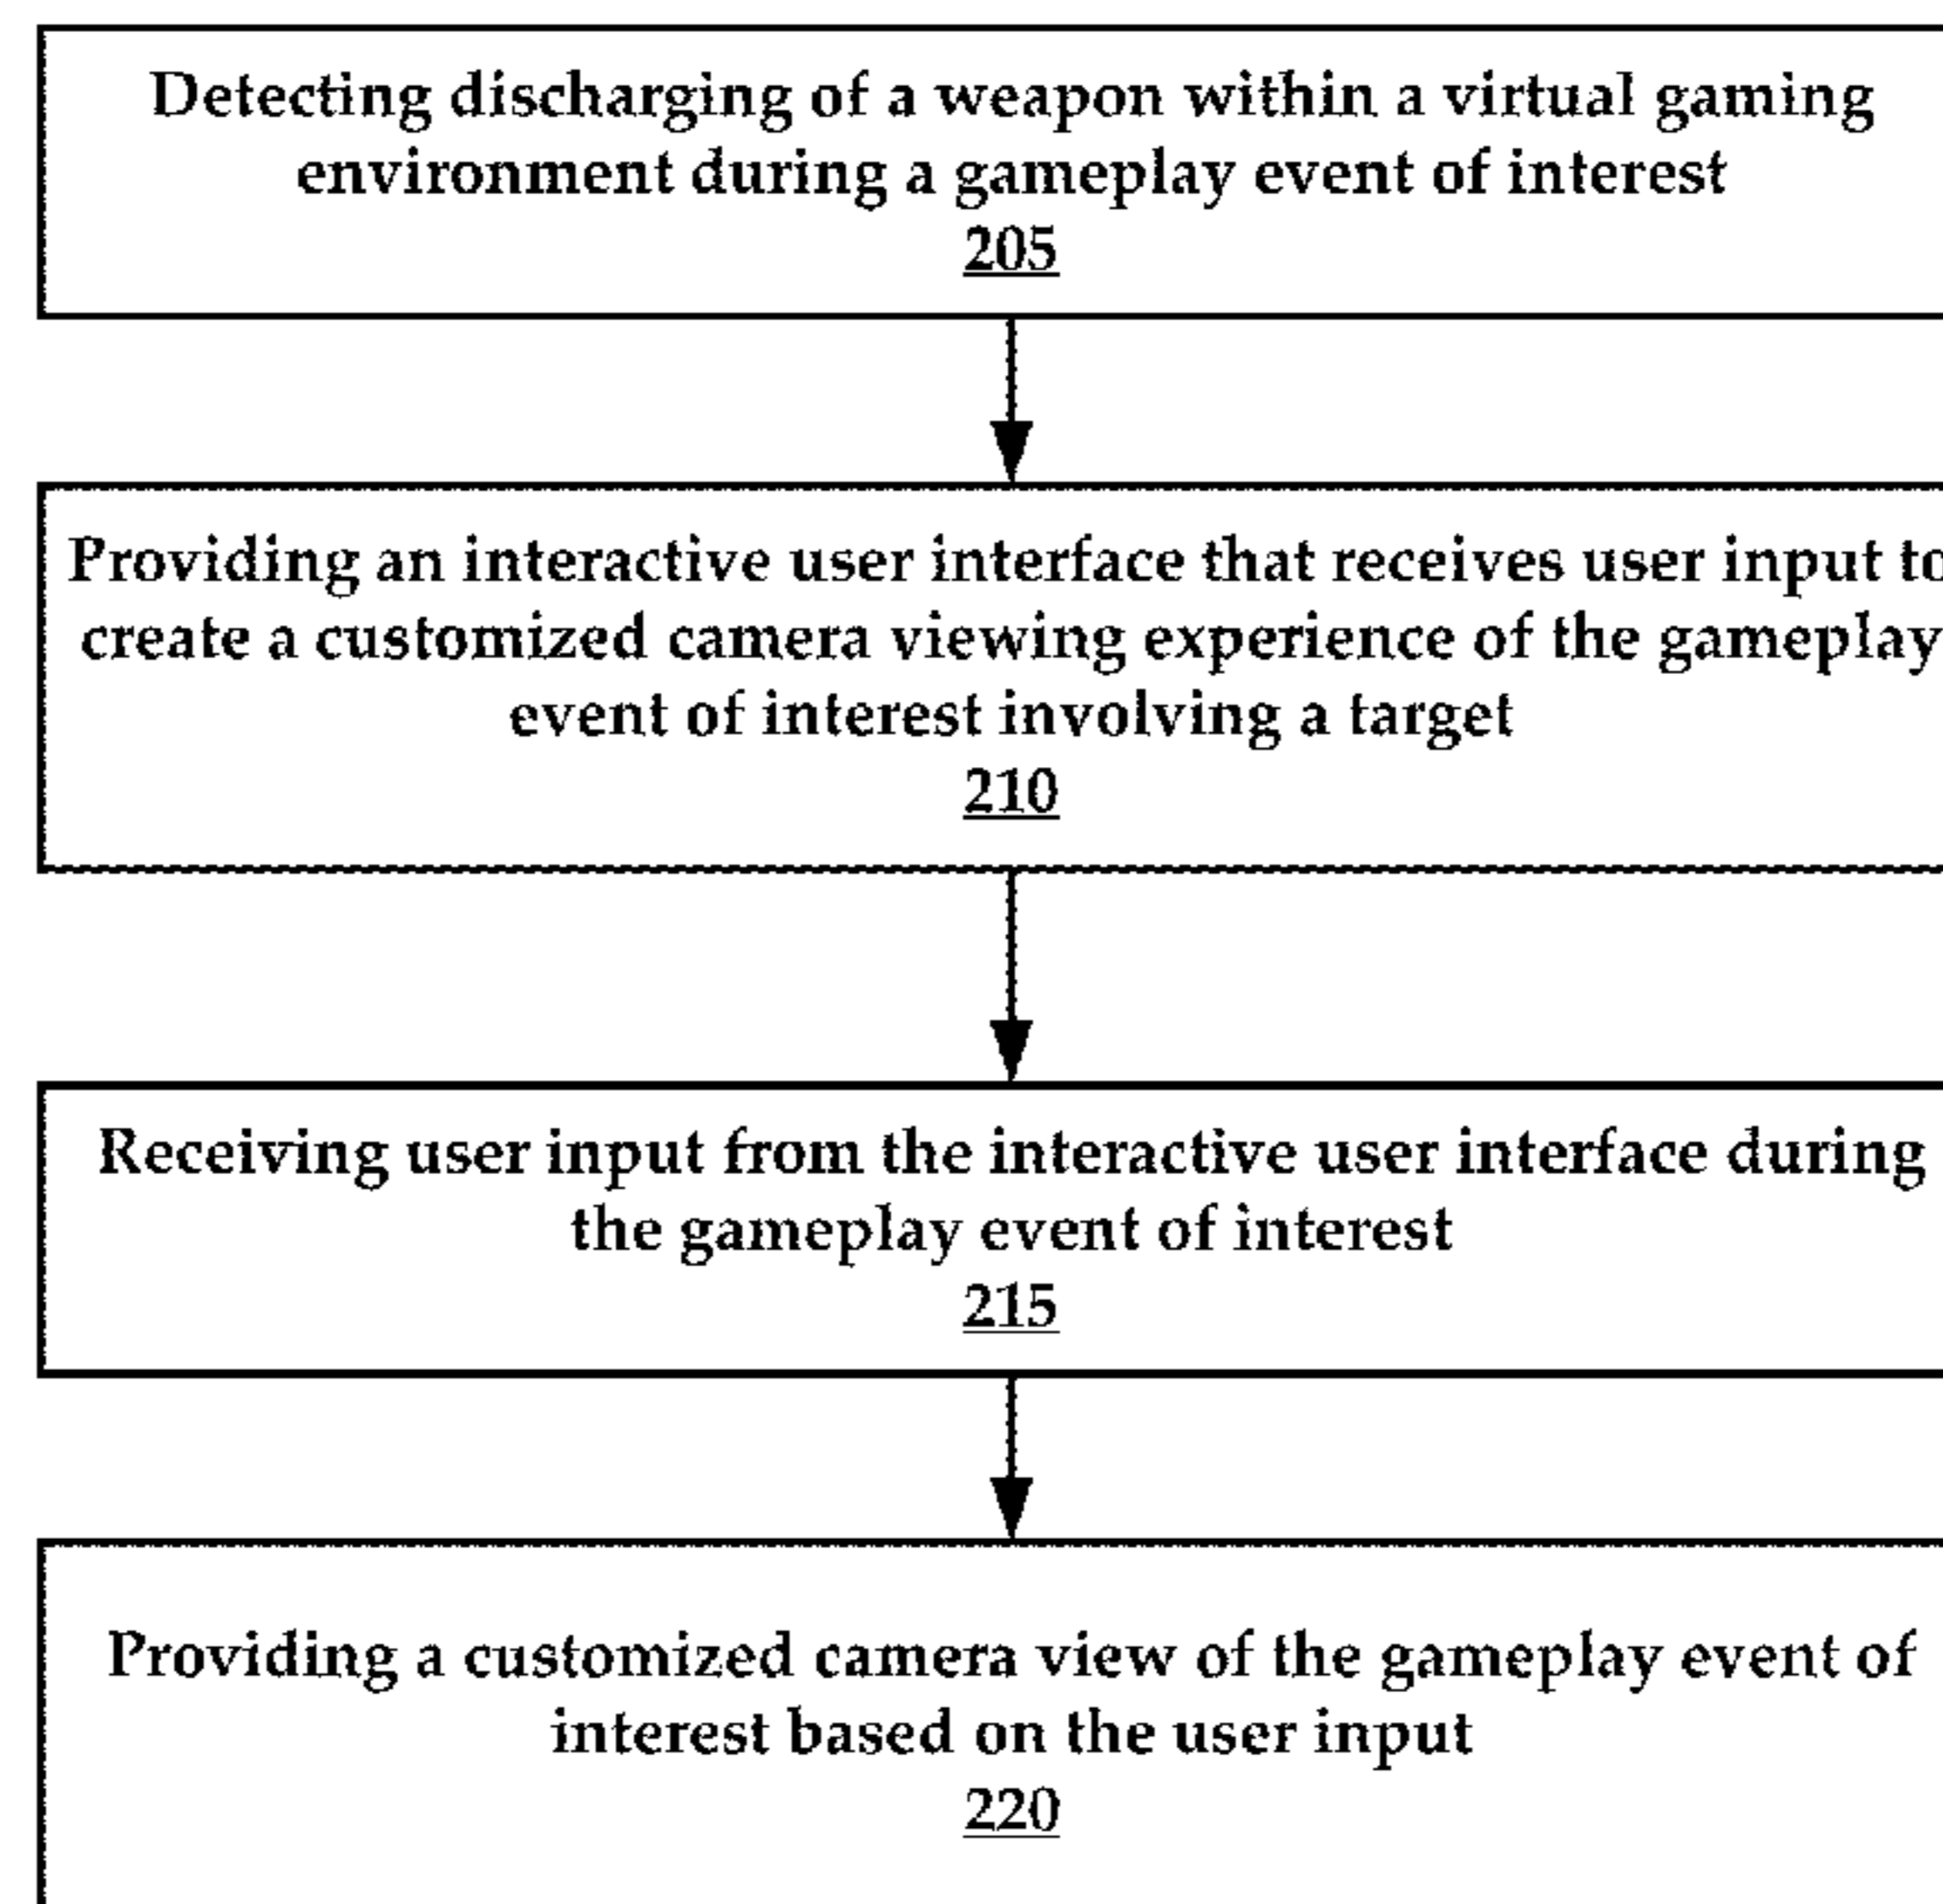 Detecting discharging of a weapon within a virtual gaming
environment during a gameplay event of interest
205
Providing an interactive user interface that receives user input to
create a customized camera viewing experience of the gameplay
event of interest involving a target
210
Receiving user input from the interactive user interface during
the gameplay event of interest
215
Providing a customized camera view of the gameplay event of
interest based on the user input
220